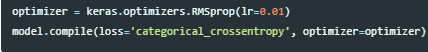 optimizer = keras.optimizers.RMSprop(lr=0.01)
model.compile(loss='categorical_crossentropy', optimizer=optimizer)